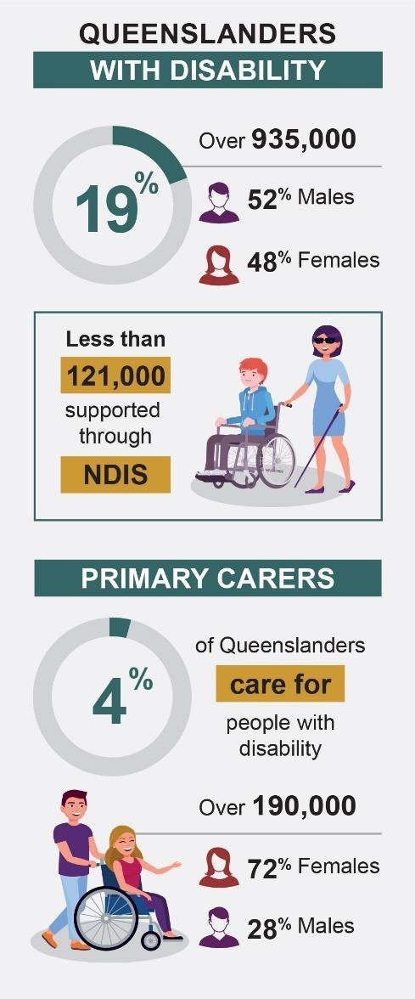 QUEENSLANDERS
WITH DISABILITY
19%
Over 935,000
52% Males
48% Females
Less than
121,000
supported
through
NDIS
PRIMARY CARERS
4%
of Queenslanders
care for
people with
disability
Over 190,000
72% Females
28% Males